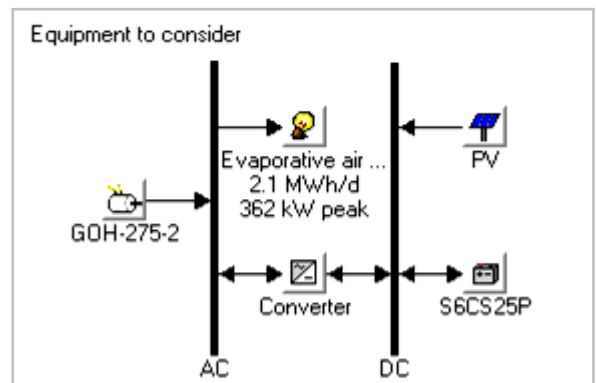 Equipment to consider
Evaporative air ...
2.1 MWh/d
362 kW peak
PV
GOH-275-2
Converter
S6CS25P
AC
DC